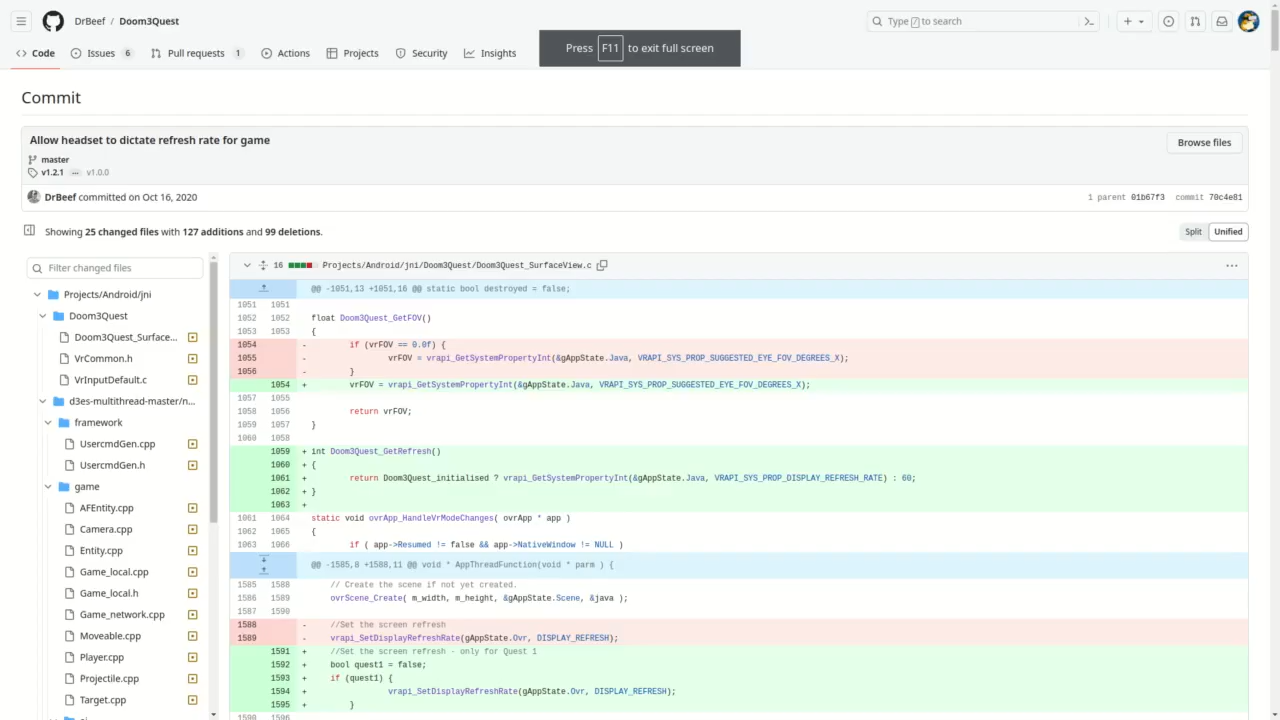 DrBeef / Doom3Quest
Type / to search
Code
Issues 6
Pull requests 1
Actions
Projects
Security
Insights
Press F11 to exit full screen
Commit
Allow headset to dictate refresh rate for game
Browse files
master
v1.2.1 ... v1.0.0
DrBeef committed on Oct 16, 2020
1 parent 01b67f3 commit 70c4e81
Showing 25 changed files with 127 additions and 99 deletions.
Split Unified
Filter changed files
Projects/Android/jni
Doom3Quest
Doom3Quest_Surface...
VrCommon.h
VrInputDefault.c
d3es-multithread-master/n...
framework
UsercmdGen.cpp
UsercmdGen.h
game
AFEntity.cpp
Camera.cpp
Entity.cpp
Game_local.cpp
Game_local.h
Game_network.cpp
Moveable.cpp
Player.cpp
Projectile.cpp
Target.cpp
16 Projects/Android/jni/Doom3Quest/Doom3Quest_SurfaceView.c
@@ -1051,13 +1051,16 @@ static bool destroyed = false;
1051 1051
1052 1052 float Doom3Quest_GetFOV()
1053 1053 {
1054 - if (vrFOV == 0.0f) {
1055 - vrFOV = vrapi_GetSystemPropertyInt(&gAppState.Java, VRAPI_SYS_PROP_SUGGESTED_EYE_FOV_DEGREES_X);
1056 - }
1054 + vrFOV = vrapi_GetSystemPropertyInt(&gAppState.Java, VRAPI_SYS_PROP_SUGGESTED_EYE_FOV_DEGREES_X);
1057 1055
1058 1056 return vrFOV;
1059 1057 }
1060 1058
1059 + int Doom3Quest_GetRefresh()
1060 + {
1061 + return Doom3Quest_initialised ? vrapi_GetSystemPropertyInt(&gAppState.Java, VRAPI_SYS_PROP_DISPLAY_REFRESH_RATE) : 60;
1062 + }
1063 +
1061 1064 static void ovrApp_HandleVrModeChanges( ovrApp * app )
1062 1065 {
1063 1066 if ( app->Resumed != false && app->NativeWindow != NULL )
@@ -1585,8 +1588,11 @@ void * AppThreadFunction(void * parm ) {
1585 1588 // Create the scene if not yet created.
1586 1589 ovrScene_Create( m_width, m_height, &gAppState.Scene, &java );
1587 1590
1588 - //Set the screen refresh
1589 - vrapi_SetDisplayRefreshRate(gAppState.Ovr, DISPLAY_REFRESH);
1591 + //Set the screen refresh - only for Quest 1
1592 + bool quest1 = false;
1593 + if (quest1) {
1594 + vrapi_SetDisplayRefreshRate(gAppState.Ovr, DISPLAY_REFRESH);
1595 + }
1590 1596